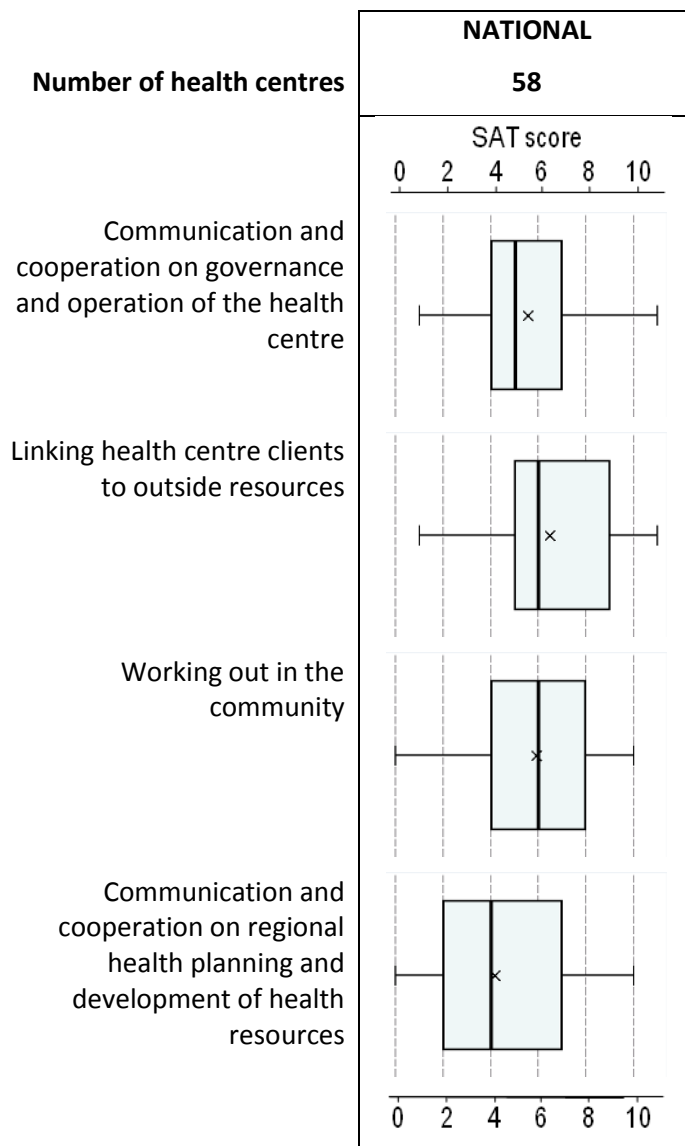 NATIONAL
Number of health centres 58
SAT score
0 2 4 6 8 10
Communication and
cooperation on governance
and operation of the health
centre
Linking health centre clients
to outside resources
Working out in the
community
Communication and
cooperation on regional
health planning and
development of health
resources
0 2 4 6 8 10